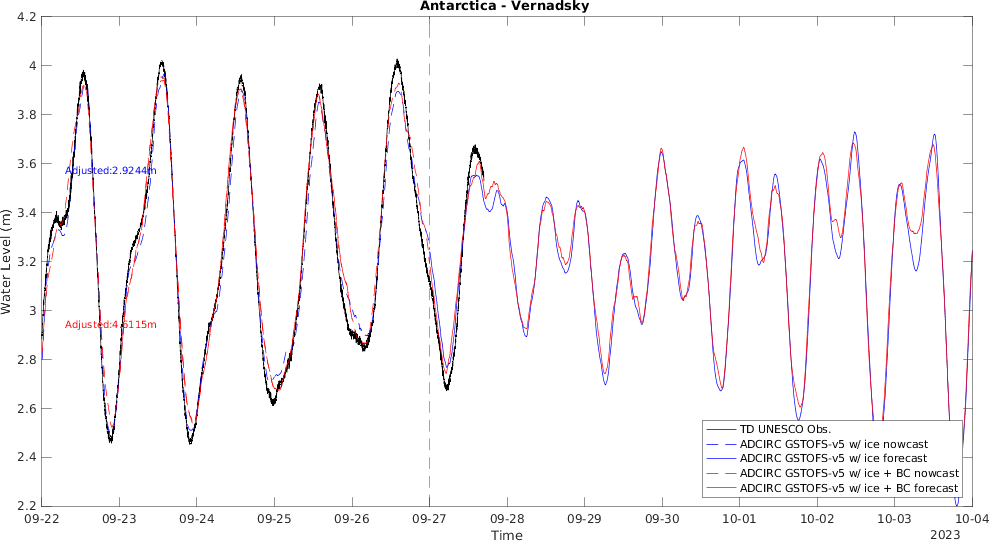 Antarctica - Vernadsky
4.2
4
3.8
3.6
3.4
3.2
3
2.8
2.6
2.4
2.2
Water Level (m)
Adjusted:2.9244m
Adjusted:4.6115m
TD UNESCO Obs.
ADCIRC GSTOFS-v5 w/ ice nowcast
ADCIRC GSTOFS-v5 w/ ice forecast
ADCIRC GSTOFS-v5 w/ ice + BC nowcast
ADCIRC GSTOFS-v5 w/ ice + BC forecast
09-22 09-23 09-24 09-25 09-26 09-27 09-28 09-29 09-30 10-01 10-02 10-03 10-04
Time
2023